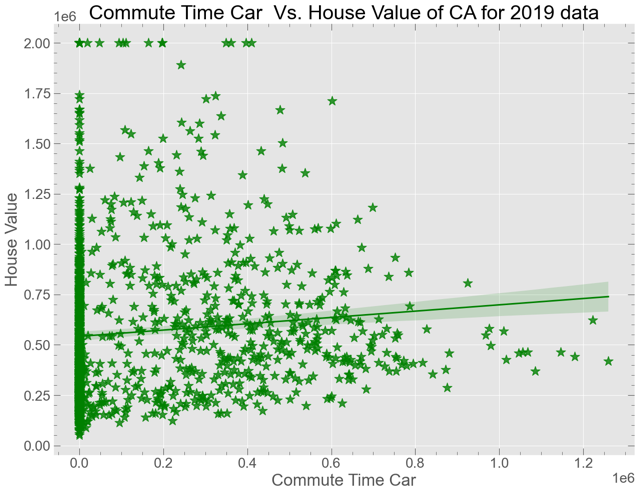 Commute Time Car  Vs. House Value of CA for 2019 data
1e6
2.00
1.75
1.50
1.25
1.00
0.75
0.50
0.25
0.00
House Value
0.0 0.2 0.4 0.6 0.8 1.0 1.2
Commute Time Car
1e6